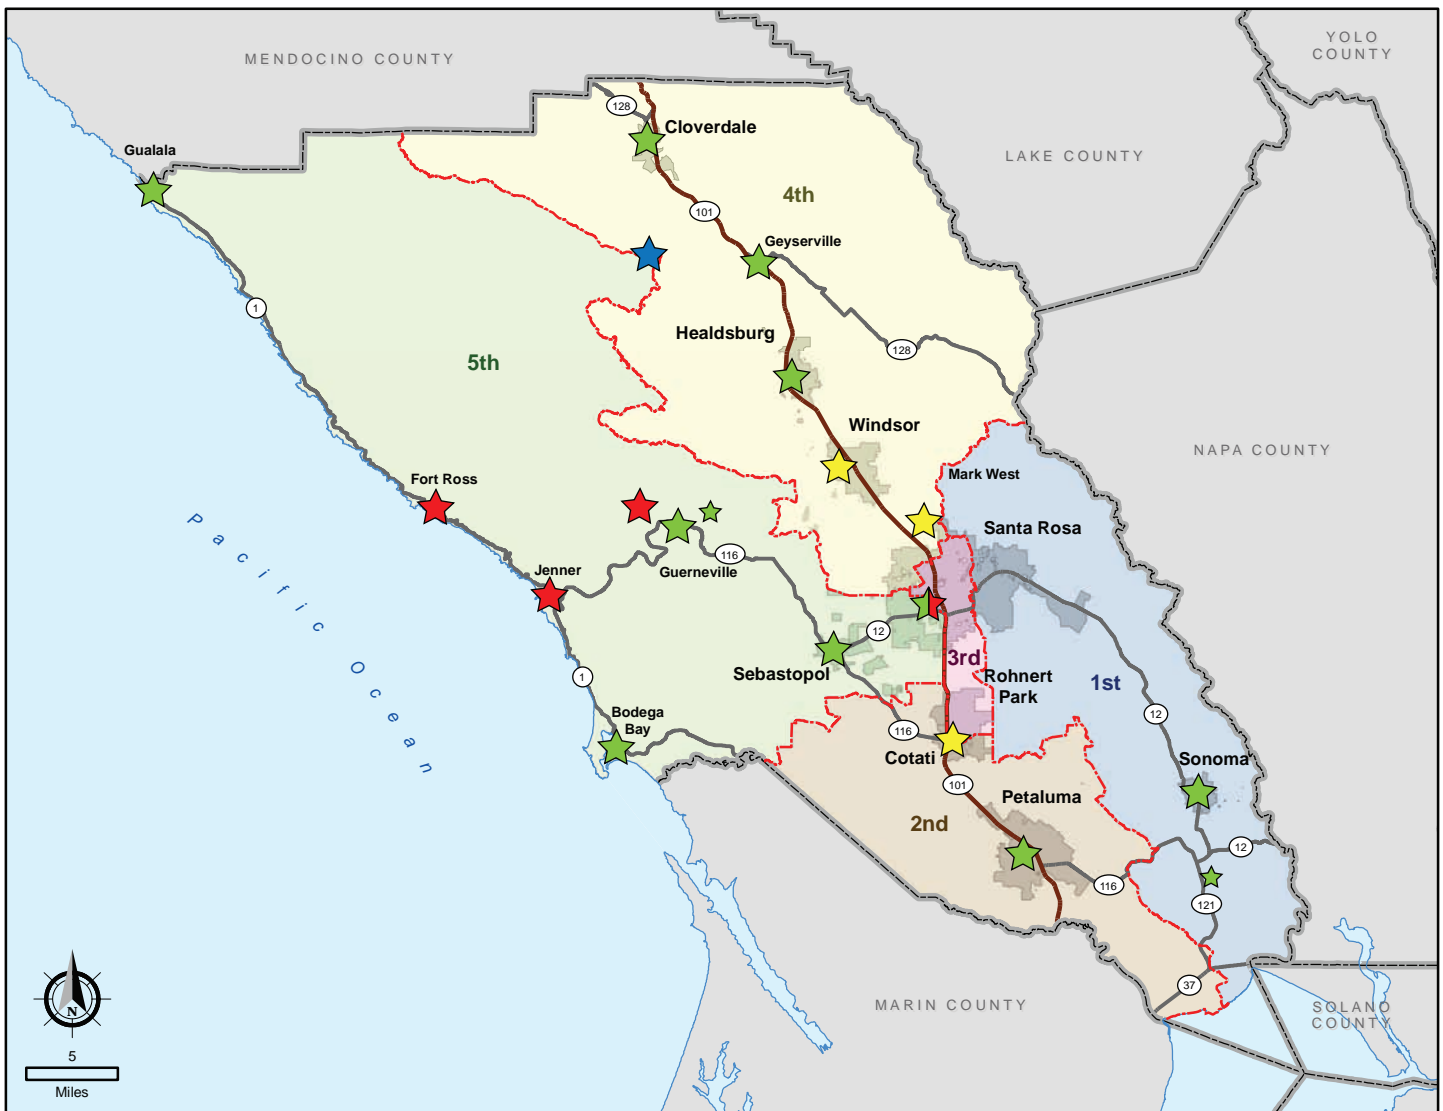 MENDOCINO COUNTY
YOLO
COUNTY
LAKE COUNTY
128
Cloverdale
Gualala
4th
101
Geyserville
1
Healdsburg
128
5th
Windsor
NAPA COUNTY
Mark West
Fort Ross
Santa Rosa
Pacific Ocean
116
Jenner
Guerneville
12
3rd
Sebastopol
Rohnert
Park
1st
1
Bodega
Bay
116
12
Cotati
Sonoma
101
Petaluma
2nd
12
116
121
37
MARIN COUNTY
SOLANO
COUNTY
N
5
Miles